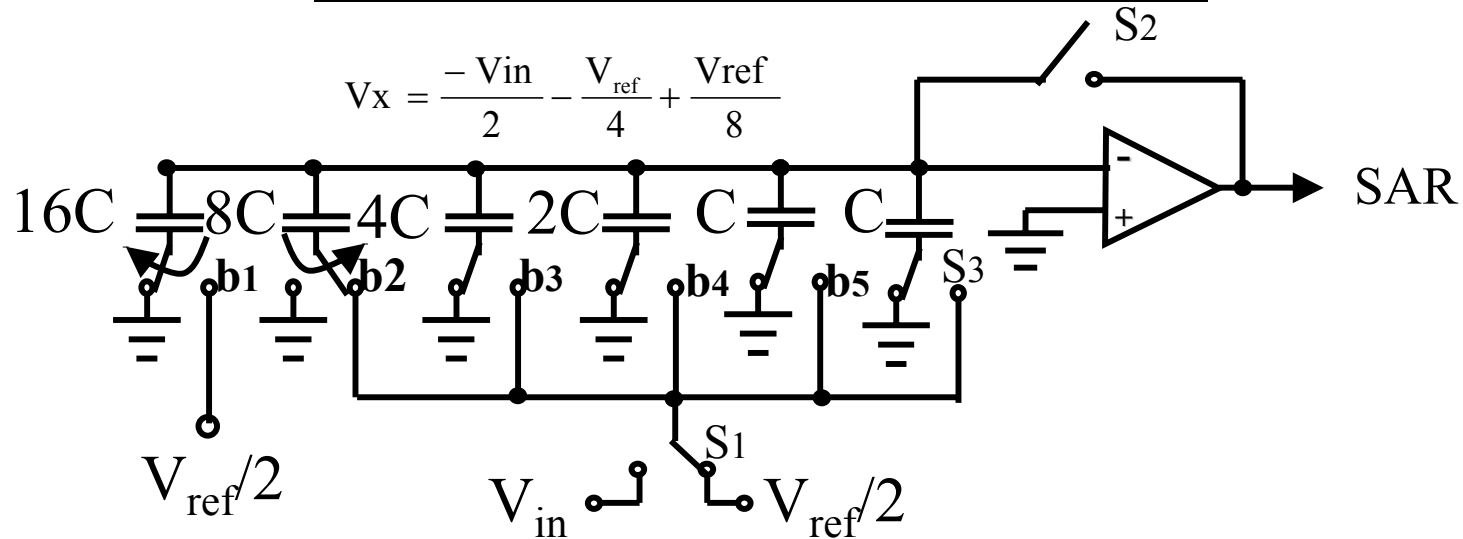 S2
Vx = -Vin/2 - Vref/4 + Vref/8
16C 8C 4C 2C C C - + SAR
b1 b2 b3 b4 b5 S3
S1
Vref/2 Vin Vref/2